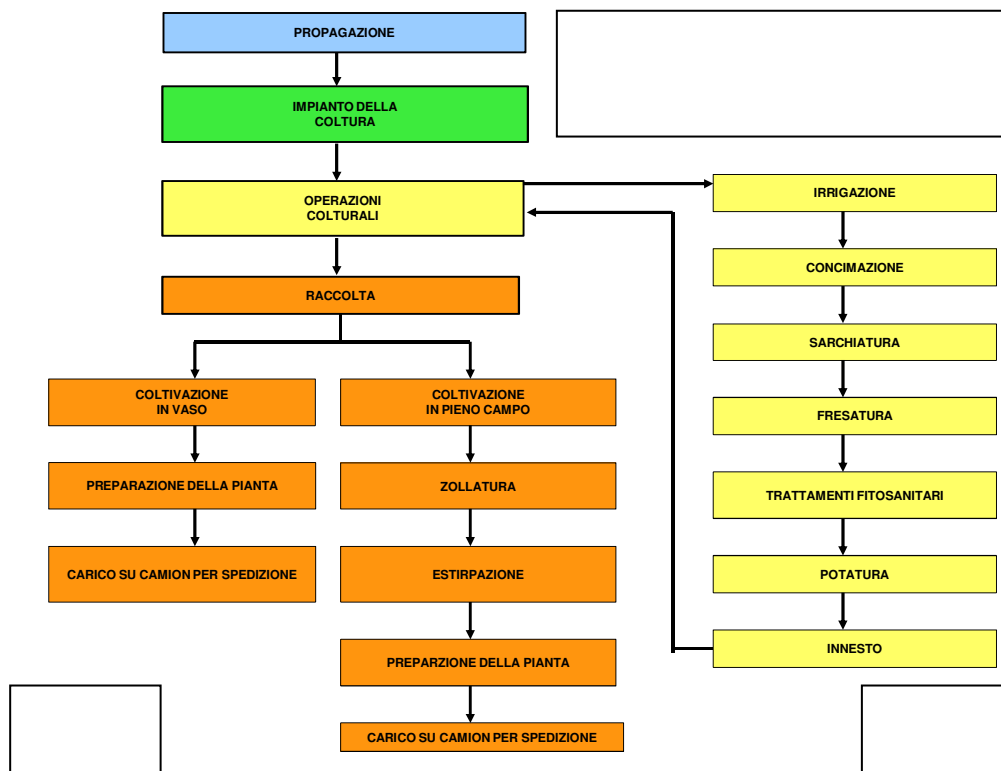 PROPAGAZIONE
IMPIANTO DELLA
COLTURA
OPERAZIONI
COLTURALI
RACCOLTA
COLTIVAZIONE
IN VASO
PREPARAZIONE DELLA PIANTA
CARICO SU CAMION PER SPEDIZIONE
COLTIVAZIONE
IN PIENO CAMPO
ZOLLATURA
ESTIRPAZIONE
PREPARZIONE DELLA PIANTA
CARICO SU CAMION PER SPEDIZIONE
IRRIGAZIONE
CONCIMAZIONE
SARCHIATURA
FRESATURA
TRATTAMENTI FITOSANITARI
POTATURA
INNESTO